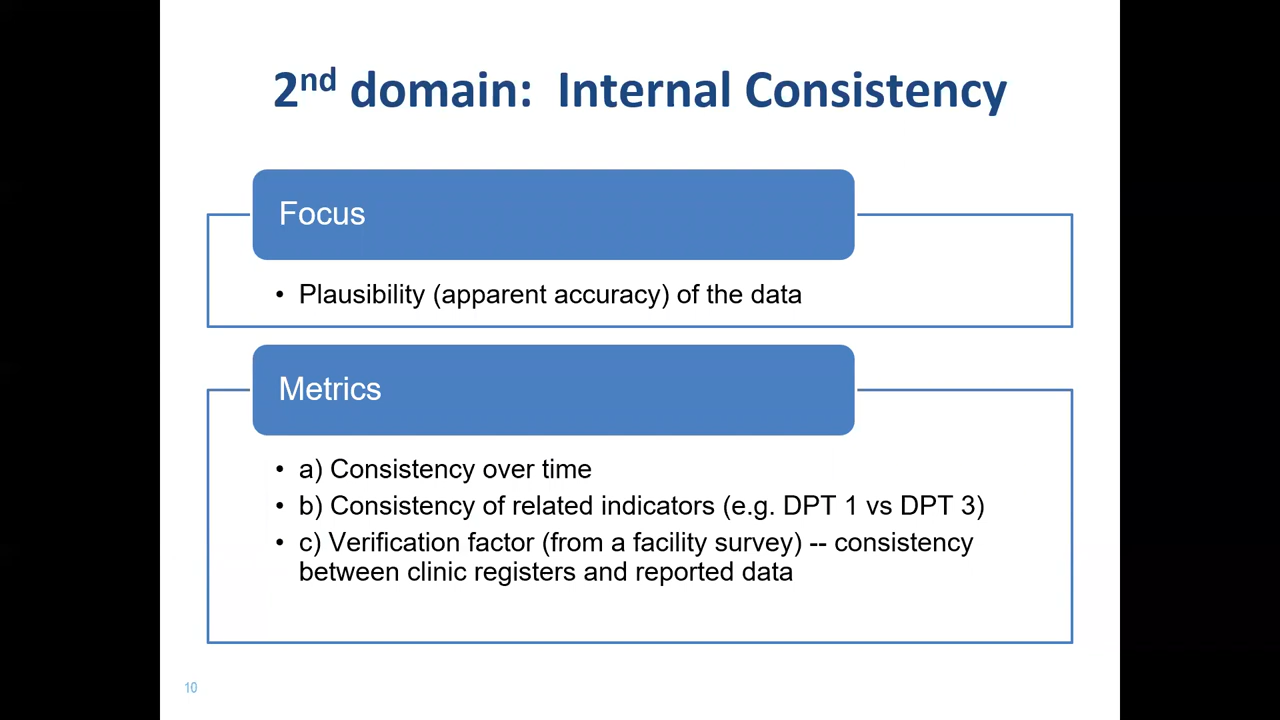 2nd domain:  Internal Consistency
Focus
• Plausibility (apparent accuracy) of the data
Metrics
• a) Consistency over time
• b) Consistency of related indicators (e.g. DPT 1 vs DPT 3)
• c) Verification factor (from a facility survey) -- consistency
between clinic registers and reported data
10